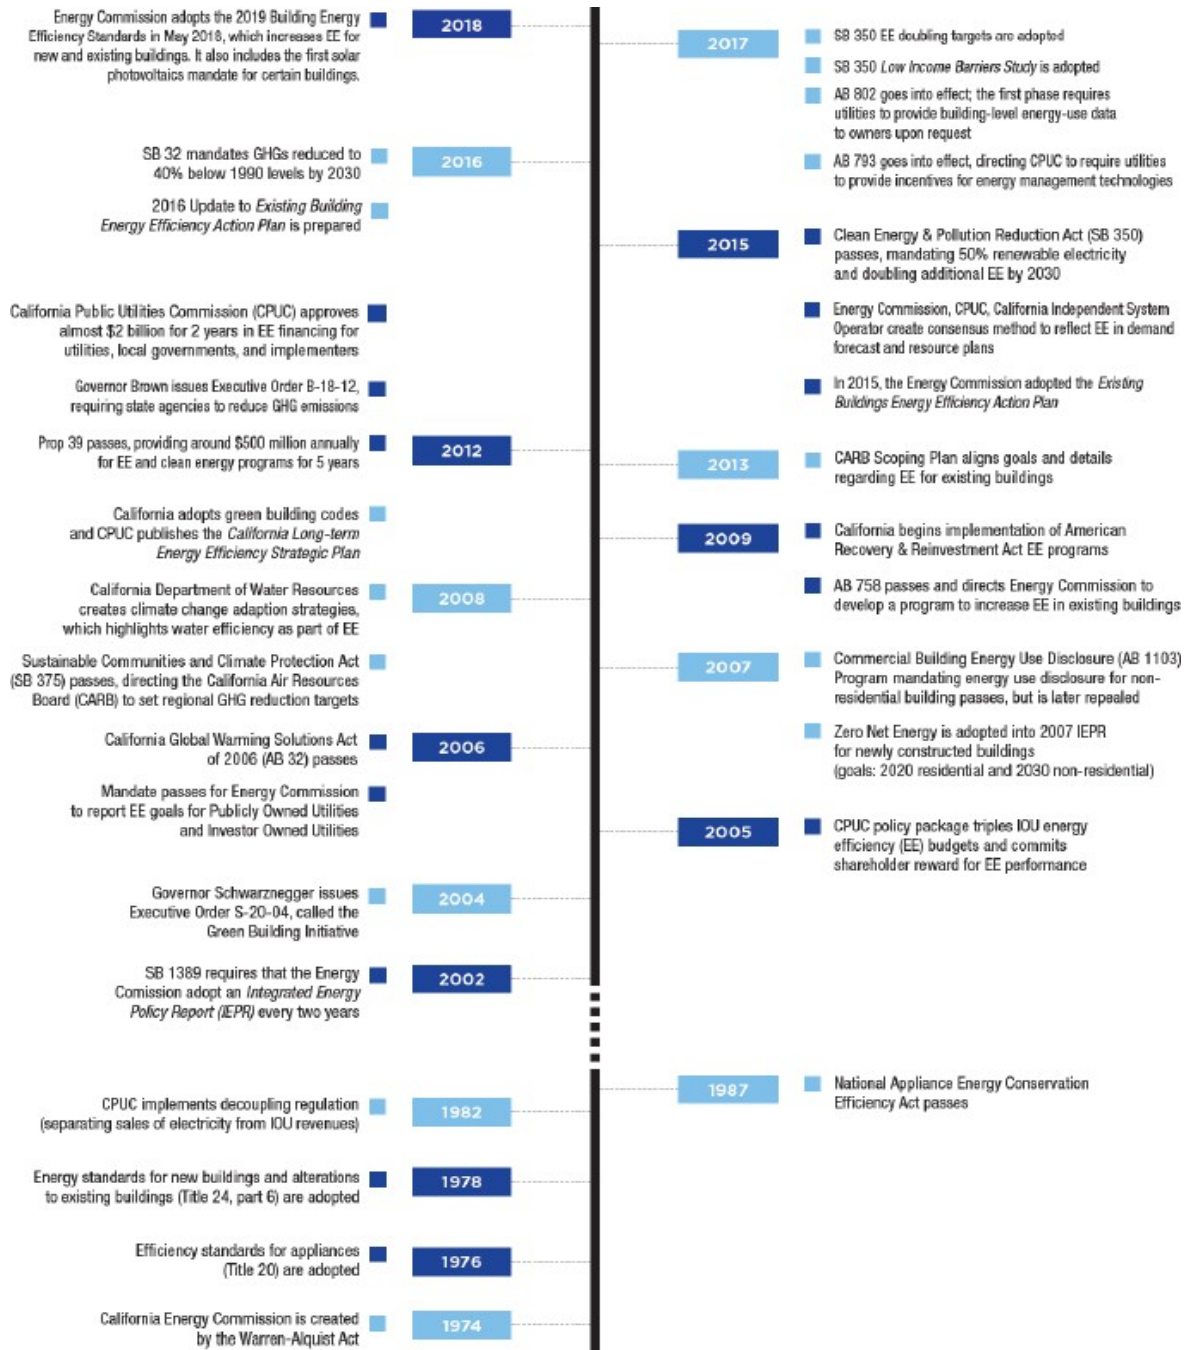 Energy Commission adopts the 2019 Building Energy
Efficiency Standards in May 2018, which increases EE for
new and existing buildings. It also includes the first solar
photovoltaics mandate for certain buildings.
2018
2017
SB 350 EE doubling targets are adopted
SB 350 Low Income Barriers Study is adopted
AB 802 goes into effect; the first phase requires
utilities to provide building-level energy-use data
to owners upon request
AB 793 goes into effect, directing CPUC to require utilities
to provide incentives for energy management technologies
SB 32 mandates GHGs reduced to
40% below 1990 levels by 2030
2016
2016 Update to Existing Building
Energy Efficiency Action Plan is prepared
2015
Clean Energy & Pollution Reduction Act (SB 350)
passes, mandating 50% renewable electricity
and doubling additional EE by 2030
Energy Commission, CPUC, California Independent System
Operator create consensus method to reflect EE in demand
forecast and resource plans
In 2015, the Energy Commission adopted the Existing
Buildings Energy Efficiency Action Plan
California Public Utilities Commission (CPUC) approves
almost $2 billion for 2 years in EE financing for
utilities, local governments, and implementers
Governor Brown issues Executive Order B-18-12,
requiring state agencies to reduce GHG emissions
Prop 39 passes, providing around $500 million annually
for EE and clean energy programs for 5 years
2012
2013
CARB Scoping Plan aligns goals and details
regarding EE for existing buildings
California adopts green building codes
and CPUC publishes the California Long-term
Energy Efficiency Strategic Plan
2009
California begins implementation of American
Recovery & Reinvestment Act EE programs
AB 758 passes and directs Energy Commission to
develop a program to increase EE in existing buildings
California Department of Water Resources
creates climate change adaption strategies,
which highlights water efficiency as part of EE
2008
Sustainable Communities and Climate Protection Act
(SB 375) passes, directing the California Air Resources
Board (CARB) to set regional GHG reduction targets
2007
Commercial Building Energy Use Disclosure (AB 1103)
Program mandating energy use disclosure for non-
residential building passes, but is later repealed
Zero Net Energy is adopted into 2007 IEPR
for newly constructed buildings
(goals: 2020 residential and 2030 non-residential)
California Global Warming Solutions Act
of 2006 (AB 32) passes
2006
Mandate passes for Energy Commission
to report EE goals for Publicly Owned Utilities
and Investor Owned Utilities
2005
CPUC policy package triples IOU energy
efficiency (EE) budgets and commits
shareholder reward for EE performance
Governor Schwarznegger issues
Executive Order S-20-04, called the
Green Building Initiative
2004
SB 1389 requires that the Energy
Comission adopt an Integrated Energy
Policy Report (IEPR) every two years
2002
1987
National Appliance Energy Conservation
Efficiency Act passes
CPUC implements decoupling regulation
(separating sales of electricity from IOU revenues)
1982
Energy standards for new buildings and alterations
to existing buildings (Title 24, part 6) are adopted
1978
Efficiency standards for appliances
(Title 20) are adopted
1976
California Energy Commission is created
by the Warren-Alquist Act
1974